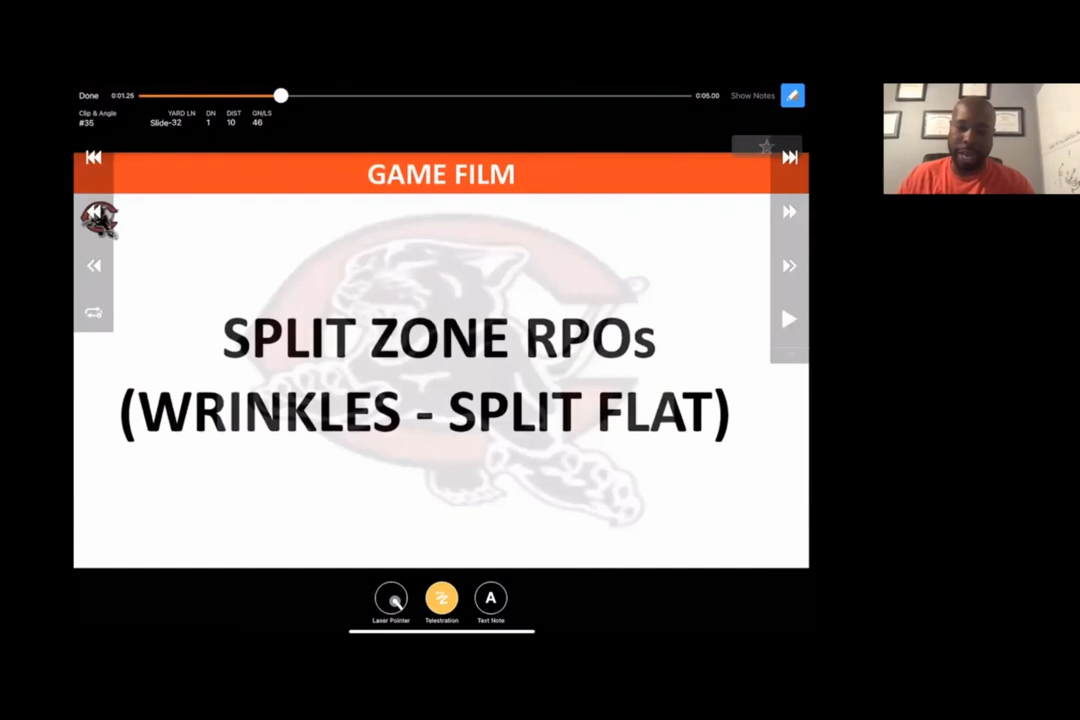 Done 0:01.25 0:05.00 Show Notes
Clip & Angle YARD LN DN DIST GN/LS
#35 Slide-32 1 10 46
GAME FILM
SPLIT ZONE RPOs
(WRINKLES - SPLIT FLAT)
A
Laser Pointer Telestration Text Note